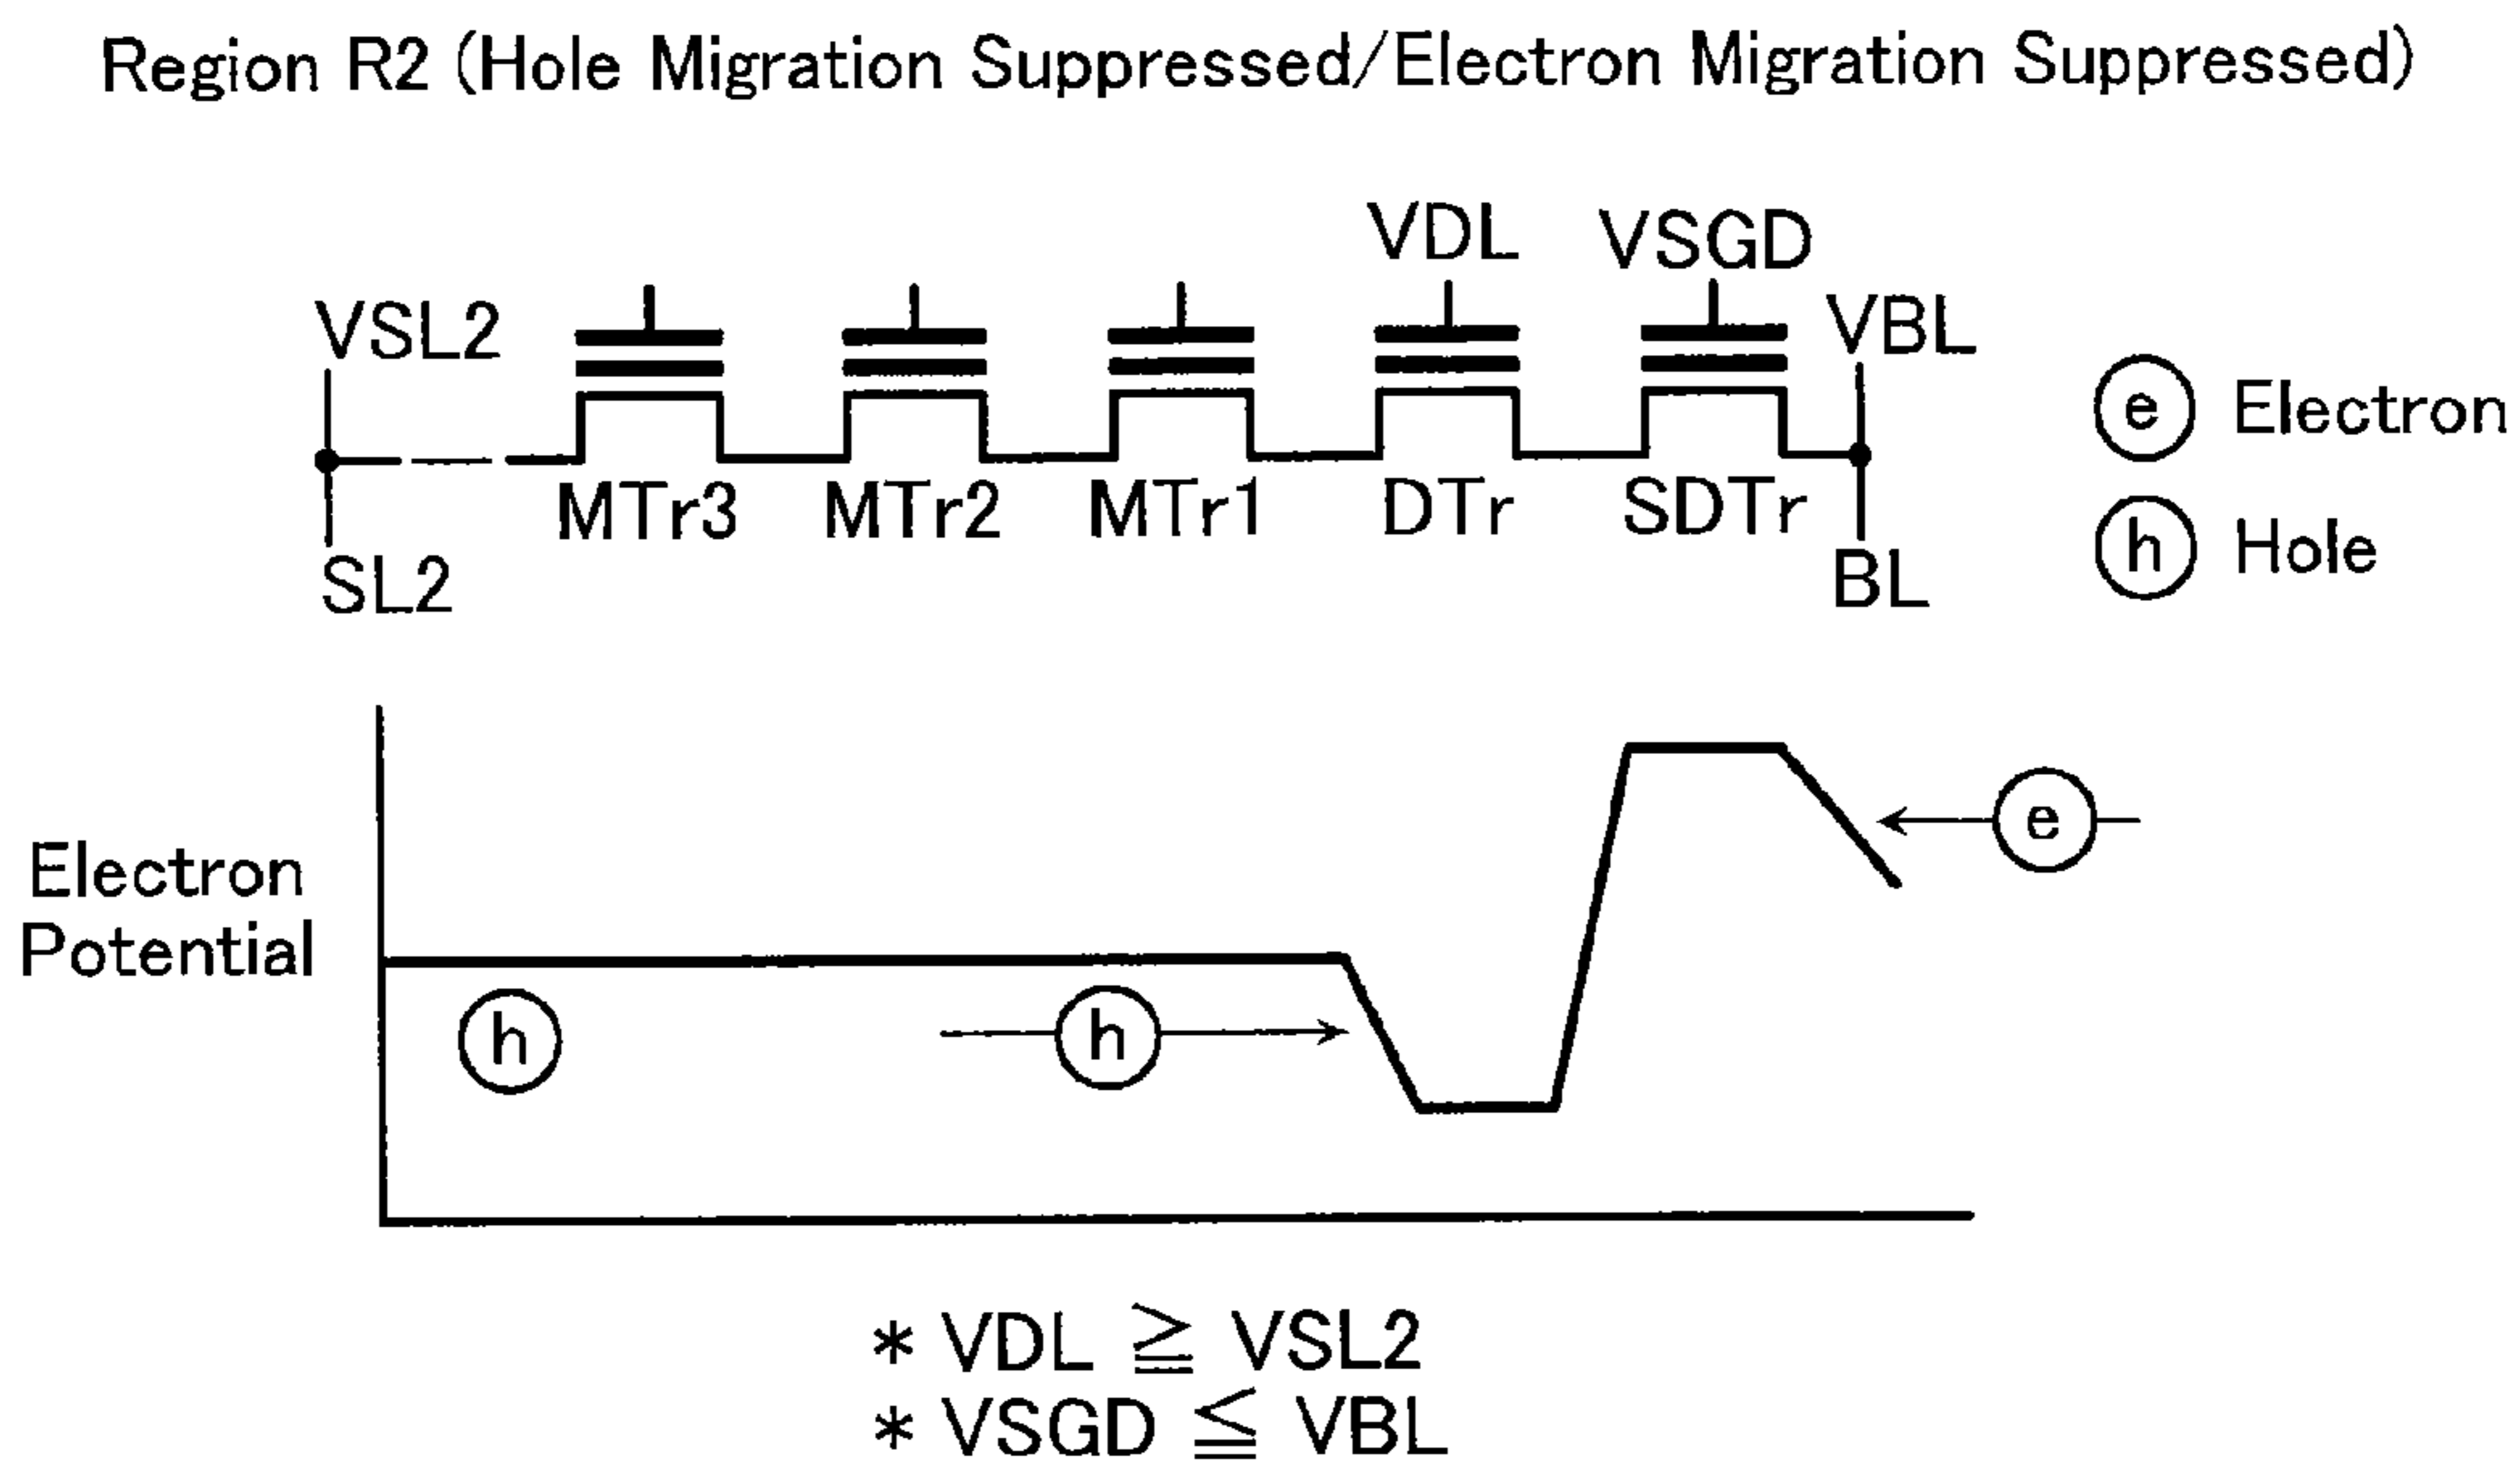 Region R2 (Hole Migration Suppressed/Electron Migration Suppressed)
VDL VSGD
VSL2 VBL
e Electron
MTr3 MTr2 MTr1 DTr SDTr
h Hole
SL2 BL
e
Electron
Potential
h h
* VDL ≧ VSL2
* VSGD ≦ VBL